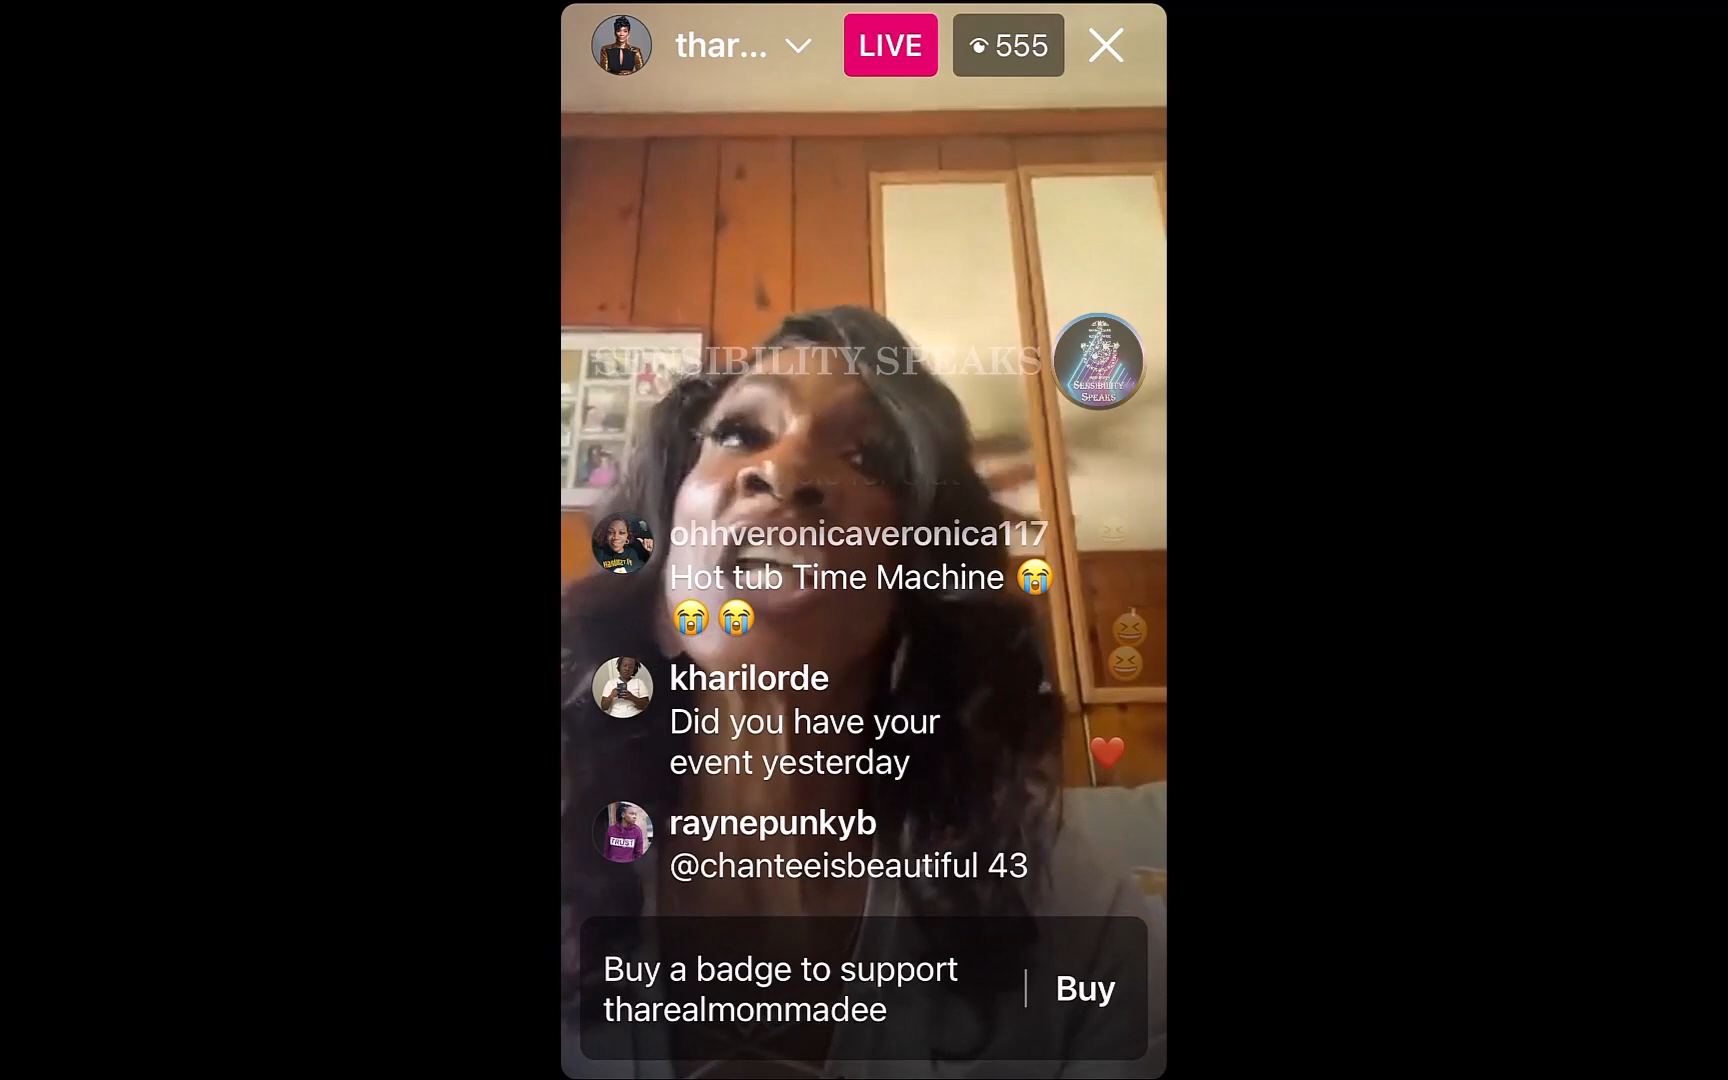 thar...
LIVE
555
SENSIBILITY SPEAKS
SENSIBILITY
SPEAKS
ohhveronicaveronica117
Hot tub Time Machine 😭
😭😭
kharilorde
Did you have your
event yesterday
TRUST
raynepunkyb
@chanteeisbeautiful 43
Buy a badge to support
tharealmommadee
Buy